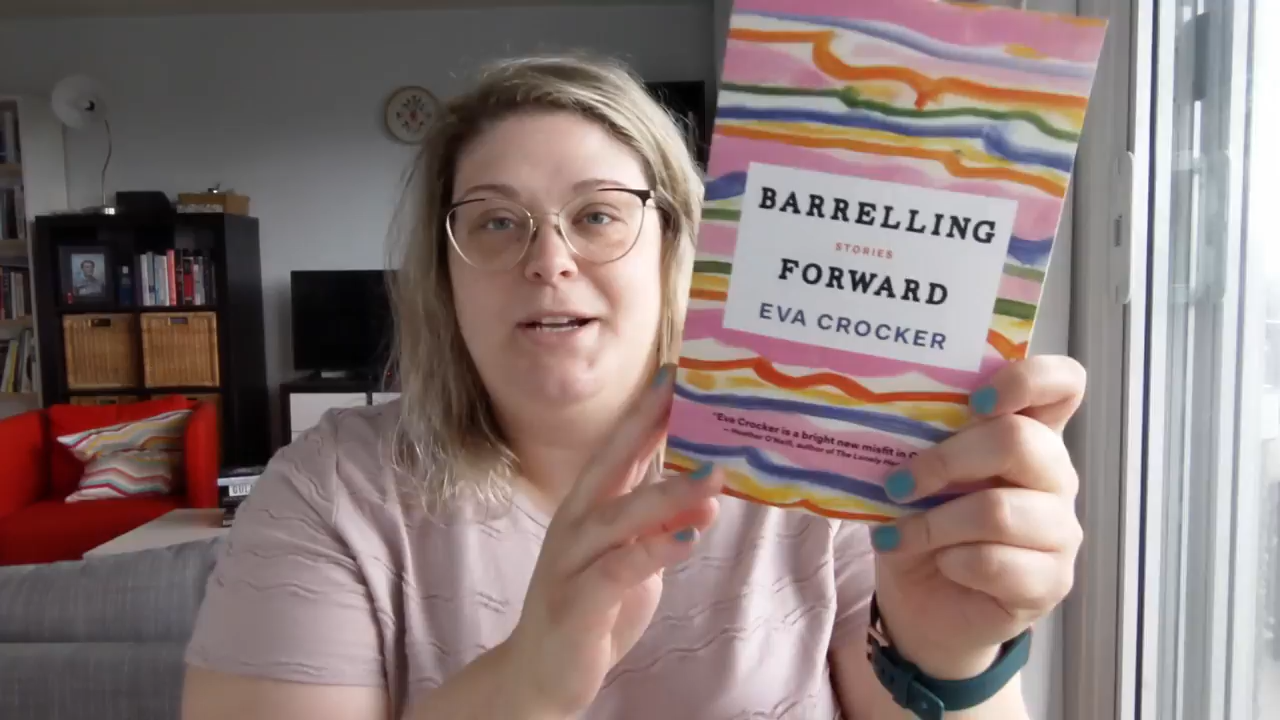 BARRELLING
STORIES
FORWARD
EVA CROCKER
"Eva Crocker is a bright new misfit in
— Heather O'Neill, author of The Lonely